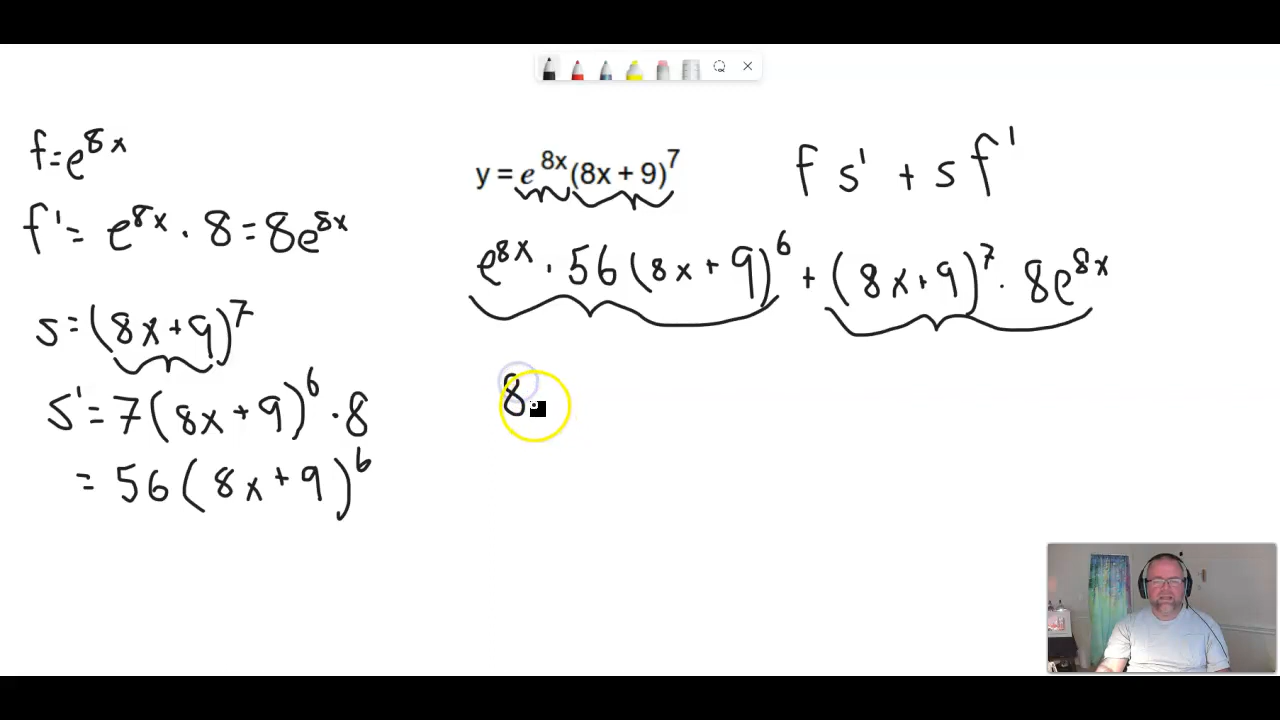 f=e^8x
f' = e^8x · 8 = 8e^8x
s=(8x+9)^7
s' = 7(8x+9)^6 · 8
= 56(8x+9)^6
y = e^8x(8x + 9)^7
f s' + s f'
e^8x · 56(8x+9)^6 + (8x+9)^7 · 8e^8x
8